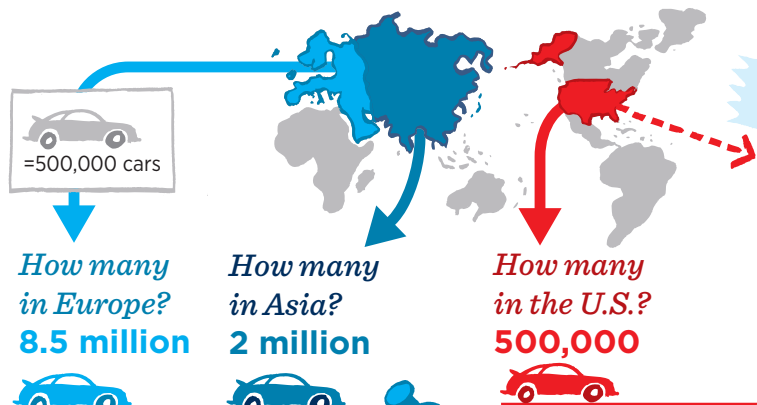 =500,000 cars
How many
in Europe?
8.5 million
How many
in Asia?
2 million
How many
in the U.S.?
500,000